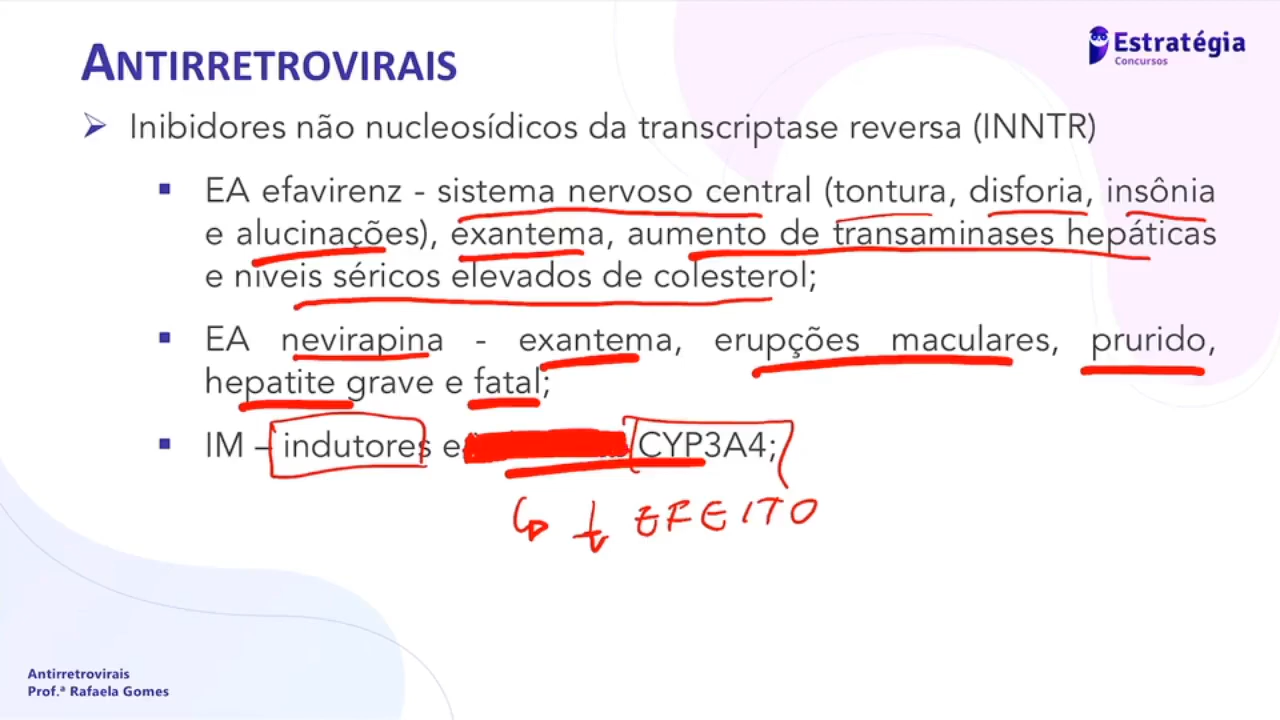 ANTIRRETROVIRAIS
Estratégia
Concursos
Inibidores não nucleosídicos da transcriptase reversa (INNTR)
EA efavirenz - sistema nervoso central (tontura, disforia, insônia
e alucinações), exantema, aumento de transaminases hepáticas
e níveis séricos elevados de colesterol;
EA nevirapina - exantema, erupções maculares, prurido,
hepatite grave e fatal;
IM – indutores e CYP3A4;
↳ ↓ EFEITO
Antirretrovirais
Prof.ª Rafaela Gomes